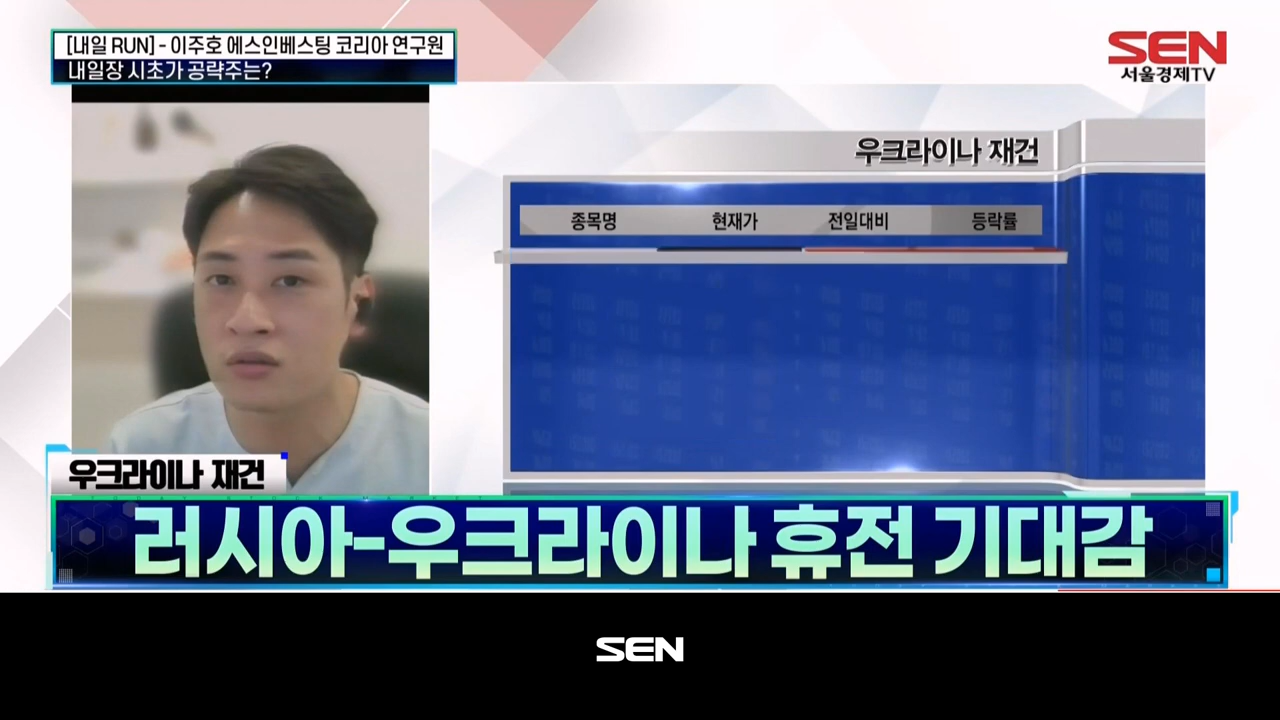 [내일 RUN] - 이주호 에스인베스팅 코리아 연구원
내일장 시초가 공략주는?
SEN
서울경제TV
우크라이나 재건
종목명 현재가 전일대비 등락률
우크라이나 재건
러시아-우크라이나 휴전 기대감
SEN